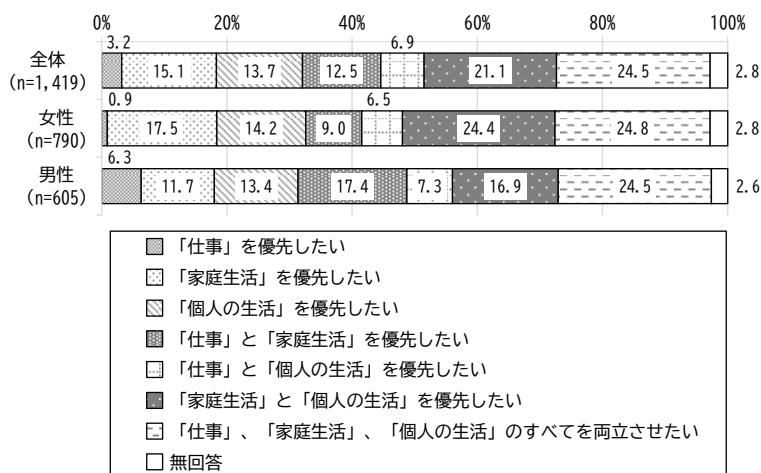 0% 20% 40% 60% 80% 100%
3.2 6.9
全体
(n=1,419)
15.1 13.7 12.5 21.1 24.5 2.8
0.9 6.5
女性
(n=790)
17.5 14.2 9.0 24.4 24.8 2.8
6.3
男性
(n=605)
11.7 13.4 17.4 7.3 16.9 24.5 2.6
「仕事」を優先したい
「家庭生活」を優先したい
「個人の生活」を優先したい
「仕事」と「家庭生活」を優先したい
「仕事」と「個人の生活」を優先したい
「家庭生活」と「個人の生活」を優先したい
「仕事」、「家庭生活」、「個人の生活」のすべてを両立させたい
無回答